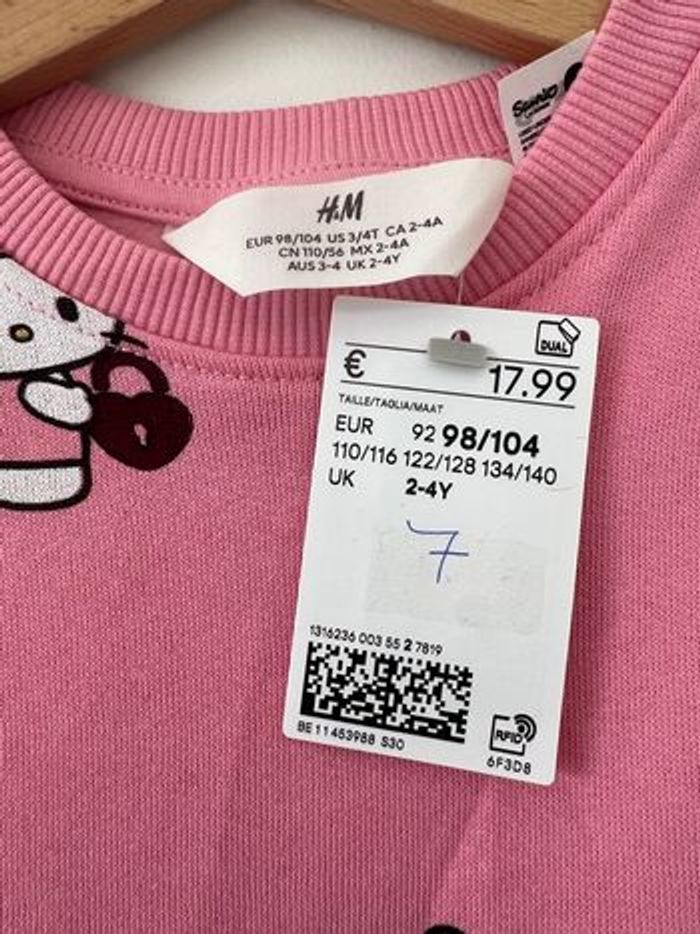 Sanrio
H&M
EUR 98/104 US 3/4T CA 2-4A
CN 110/56 MX 2-4A
AUS 3-4 UK 2-4Y
DUAL
€ 17.99
TAILLE/TAGLIA/MAAT
EUR 92 98/104
110/116 122/128 134/140
UK 2-4Y
7
1316236 003 55 2 7819
BE 11453988 S30
RFID
6F3D8